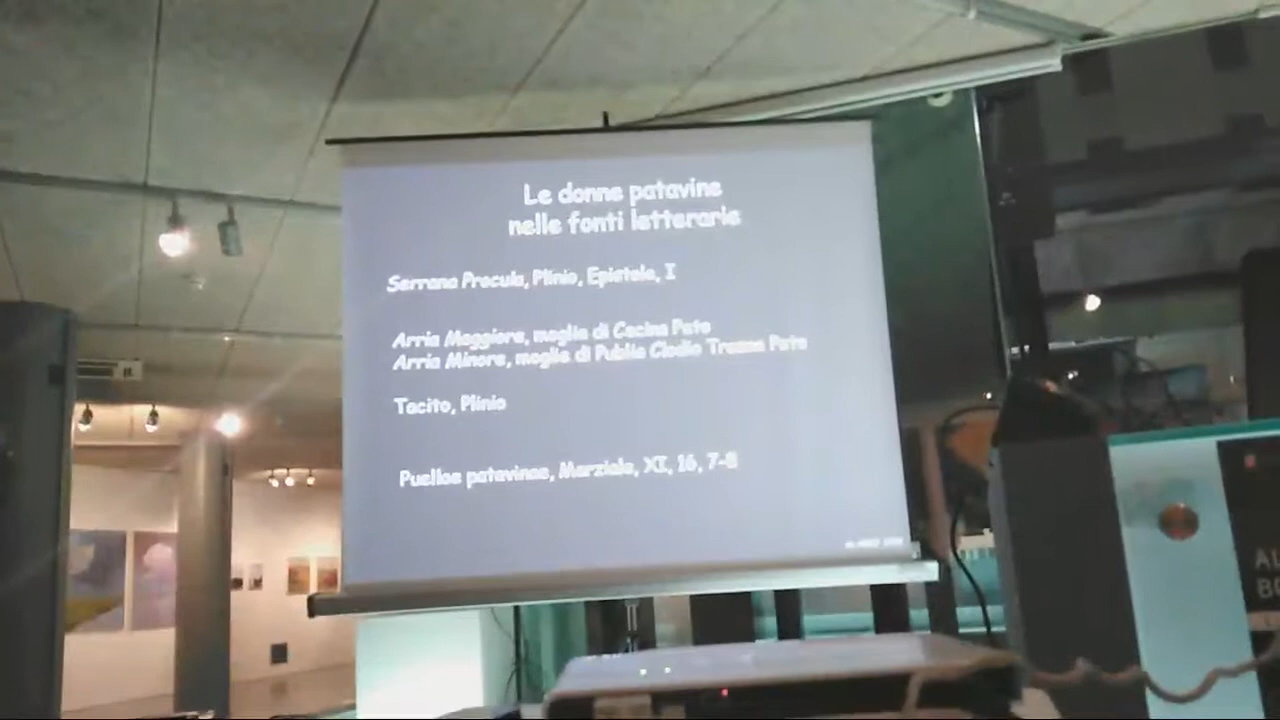 Le donne patavine
nelle fonti letterarie
Serrana Procula, Plinio, Epistole, I
Arria Maggiore, moglie di Cecina Peto
Arria Minore, moglie di Publio Clodio Trasea Peto
Tacito, Plinio
Puellae patavinae, Marziale, XI, 16, 7-8